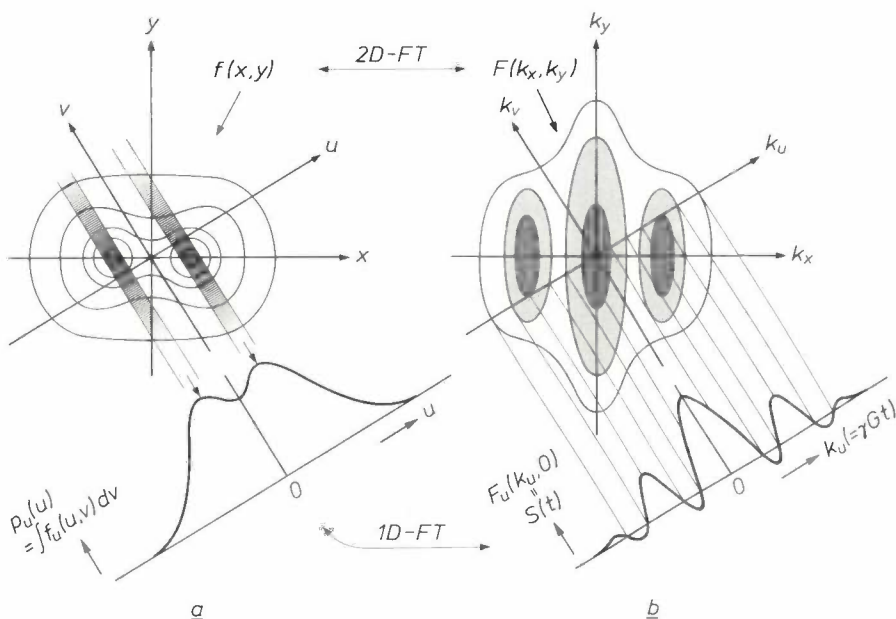 y
f(x,y)
2D-FT
k_y
F(k_x,k_y)
v
u
k_v
k_u
x
k_x
u
0
p_u(u)
=∫f_u(u,v)dv
0
k_u(=γGt)
F_u(k_u,0)
=
S(t)
1D-FT
a
b